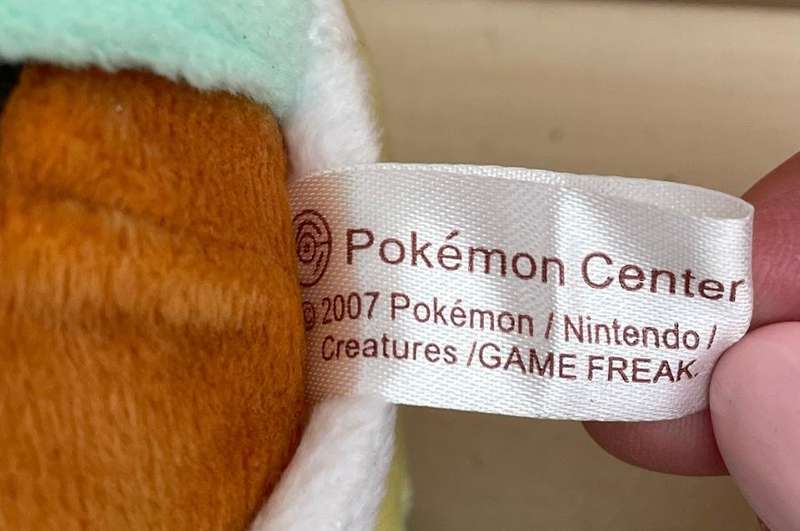 Pokémon Center
© 2007 Pokémon / Nintendo /
Creatures /GAME FREAK.